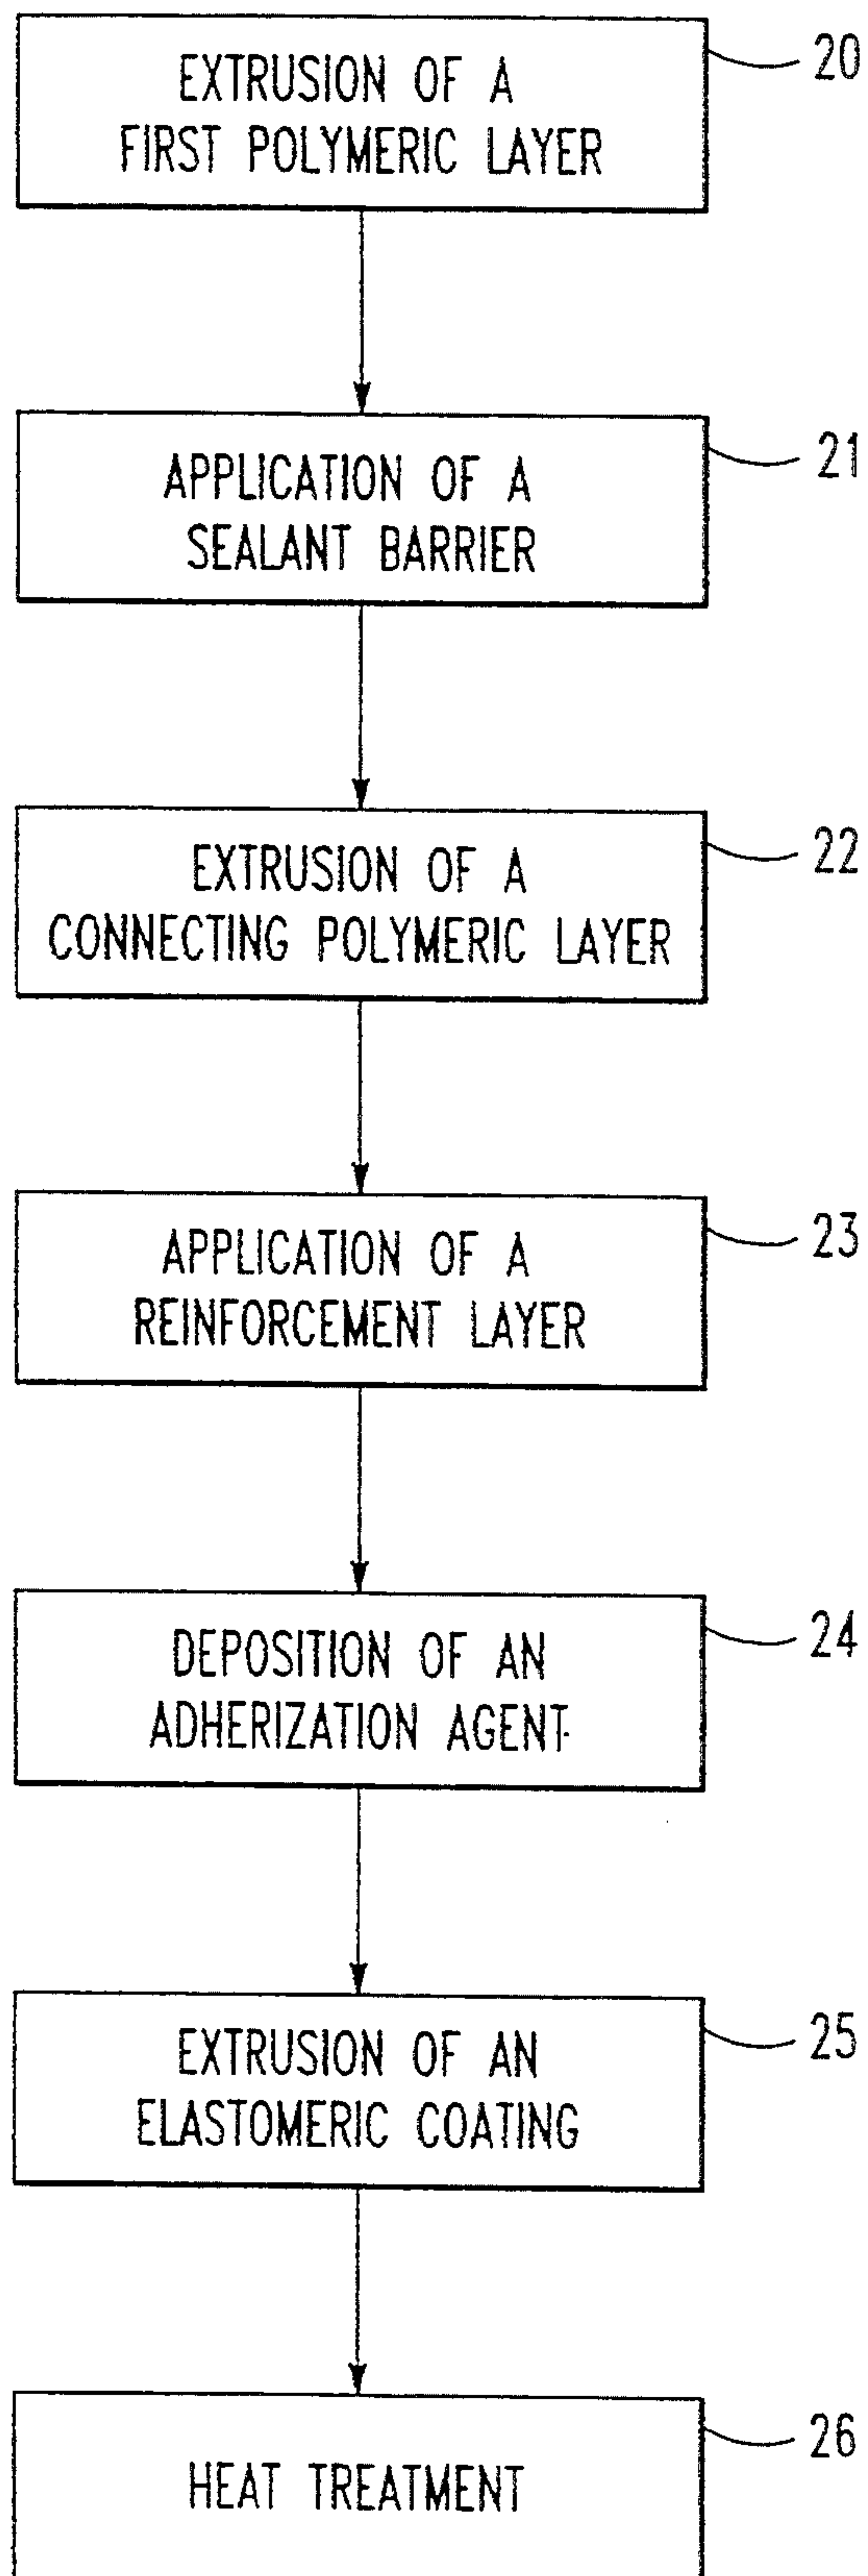 EXTRUSION OF A
FIRST POLYMERIC LAYER
20
APPLICATION OF A
SEALANT BARRIER
21
EXTRUSION OF A
CONNECTING POLYMERIC LAYER
22
APPLICATION OF A
REINFORCEMENT LAYER
23
DEPOSITION OF AN
ADHERIZATION AGENT
24
EXTRUSION OF AN
ELASTOMERIC COATING
25
HEAT TREATMENT
26